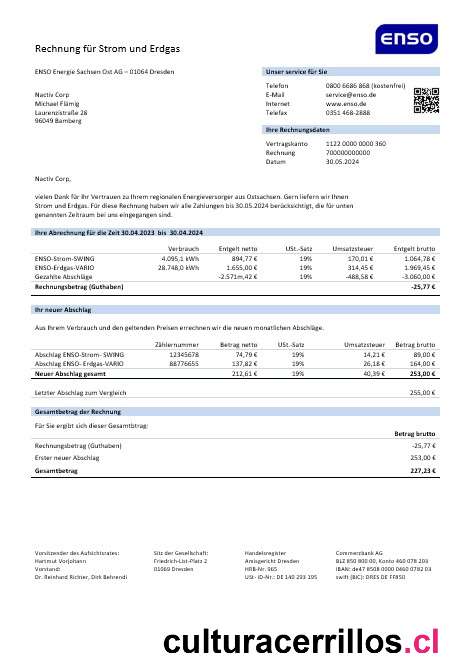 enso
Rechnung für Strom und Erdgas
ENSO Energie Sachsen Ost AG – 01064 Dresden
Unser service für Sie
Nactiv Corp
Michael Flämig
Laurenzistraße 28
96049 Bamberg
Telefon 0800 6686 868 (kostenfrei)
E-Mail service@enso.de
Internet www.enso.de
Telefax 0351 468-2888
Ihre Rechnungsdaten
Vertragskonto 1122 0000 0000 360
Rechnung 700000000000
Datum 30.05.2024
Nactiv Corp,
vielen Dank für Ihr Vertrauen zu Ihrem regionalen Energieversorger aus Ostsachsen. Gern liefern wir Ihnen
Strom und Erdgas. Für diese Rechnung haben wir alle Zahlungen bis 30.05.2024 berücksichtigt, die für unten
genannten Zeitraum bei uns eingegangen sind.
Ihre Abrechnung für die Zeit 30.04.2023 bis 30.04.2024
Verbrauch Entgelt netto USt.-Satz Umsatzsteuer Entgelt brutto
ENSO-Strom-SWING 4.095,1 kWh 894,77 € 19% 170,01 € 1.064,78 €
ENSO-Erdgas-VARIO 28.748,0 kWh 1.655,00 € 19% 314,45 € 1.969,45 €
Gezahlte Abschläge -2.571m,42 € 19% -488,58 € -3.060,00 €
Rechnungsbetrag (Guthaben) -25,77 €
Ihr neuer Abschlag
Aus Ihrem Verbrauch und den geltenden Preisen errechnen wir die neuen monatlichen Abschläge.
Zählernummer Betrag netto USt.-Satz Umsatzsteuer Betrag brutto
Abschlag ENSO-Strom- SWING 12345678 74,79 € 19% 14,21 € 89,00 €
Abschlag ENSO- Erdgas-VARIO 88776655 137,82 € 19% 26,18 € 164,00 €
Neuer Abschlag gesamt 212,61 € 19% 40,39 € 253,00 €
Letzter Abschlag zum Vergleich 255,00 €
Gesamtbetrag der Rechnung
Für Sie ergibt sich dieser Gesamtbtrag:
Betrag brutto
Rechnungsbetrag (Guthaben) -25,77 €
Erster neuer Abschlag 253,00 €
Gesamtbetrag 227,23 €
Vorsitzender des Aufsichtsrates: Sitz der Gesellschaft: Handelsregister Commerzbank AG
Hartmut Vorjohann Friedrich-List-Platz 2 Amtsgericht Dresden BLZ 850 800 00, Konto 460 078 203
Vorstand: 01069 Dresden HRB-Nr. 965 IBAN: de47 8508 0000 0460 0782 03
Dr. Reinhard Richter, Dirk Behrendi USt- ID-Nr.: DE 140 293 195 swift (BIC): DRES DE FF850
culturacerrillos.cl